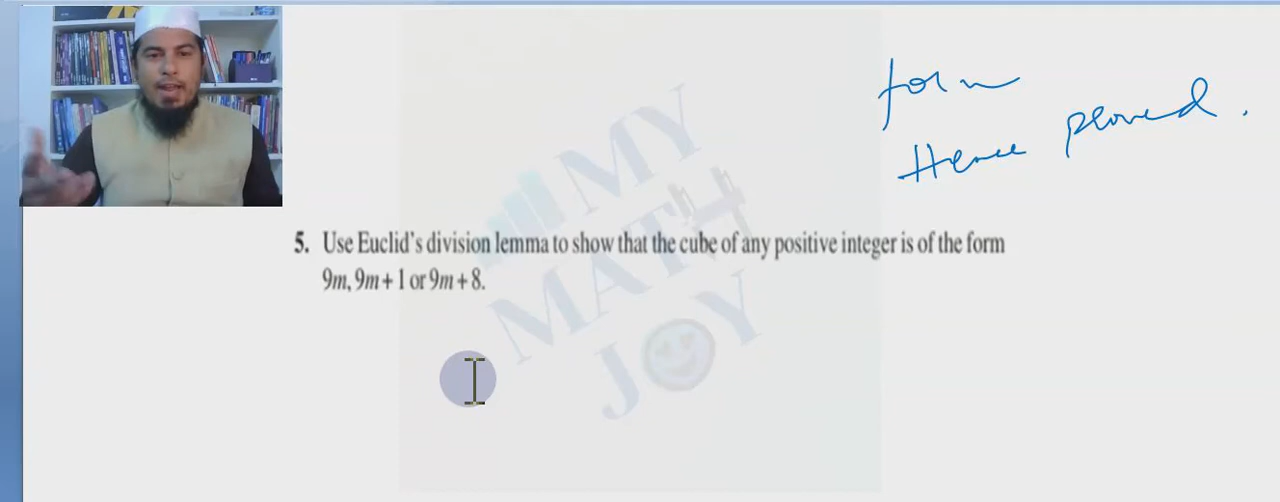 form
Hence proved.
5. Use Euclid's division lemma to show that the cube of any positive integer is of the form
9m, 9m + 1 or 9m + 8.
MY
MATH
JOY